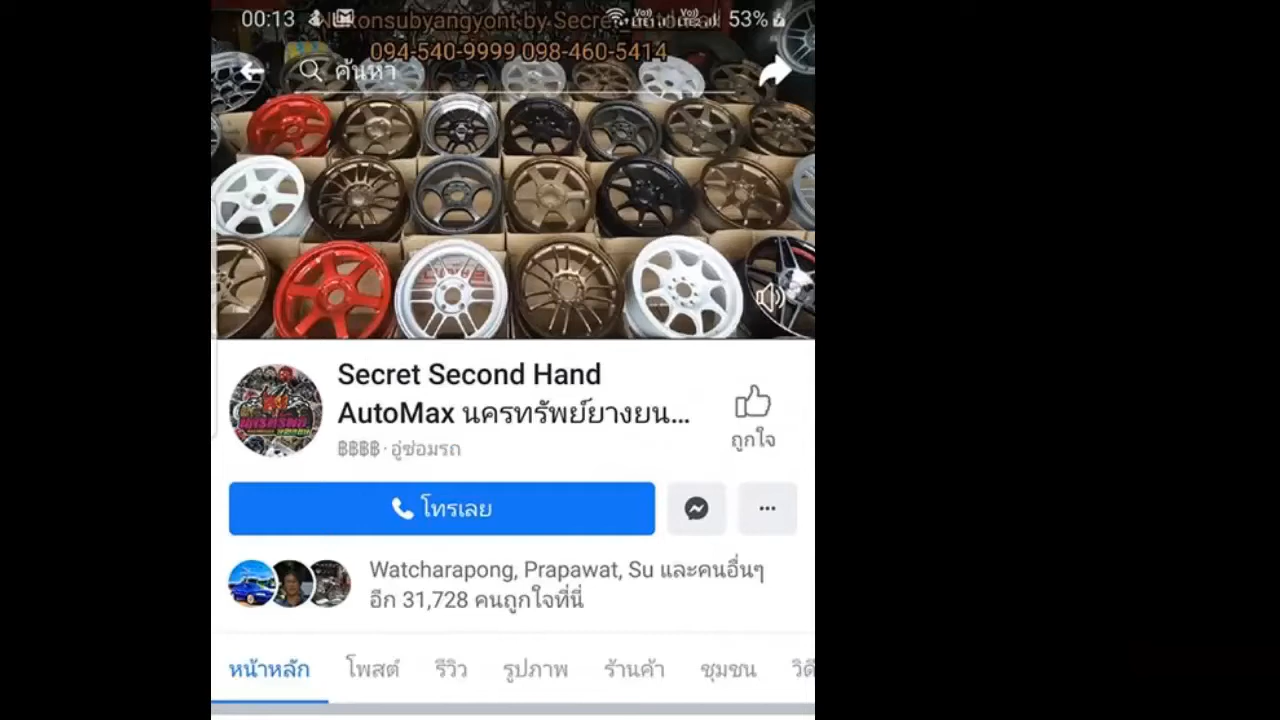 00:13
53%
Nakonsubyangyont by Secret
094-540-9999 098-460-5414
ค้นหา
Secret Second Hand
AutoMax นครทรัพย์ยางยน...
฿฿฿฿ · อู่ซ่อมรถ
ถูกใจ
โทรเลย
Watcharapong, Prapawat, Su และคนอื่นๆ
อีก 31,728 คนถูกใจที่นี่
หน้าหลัก โพสต์ รีวิว รูปภาพ ร้านค้า ชุมชน วิดี